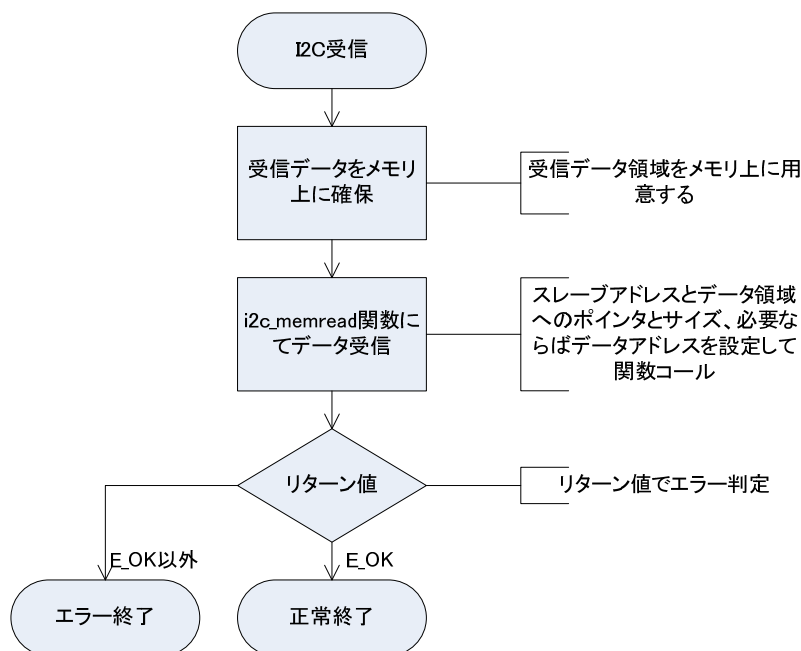 I2C受信
受信データをメモリ
上に確保
受信データ領域をメモリ上に用
意する
i2c_memread関数に
てデータ受信
スレーブアドレスとデータ領域
へのポインタとサイズ、必要な
らばデータアドレスを設定して
関数コール
リターン値
リターン値でエラー判定
E_OK以外
E_OK
エラー終了
正常終了